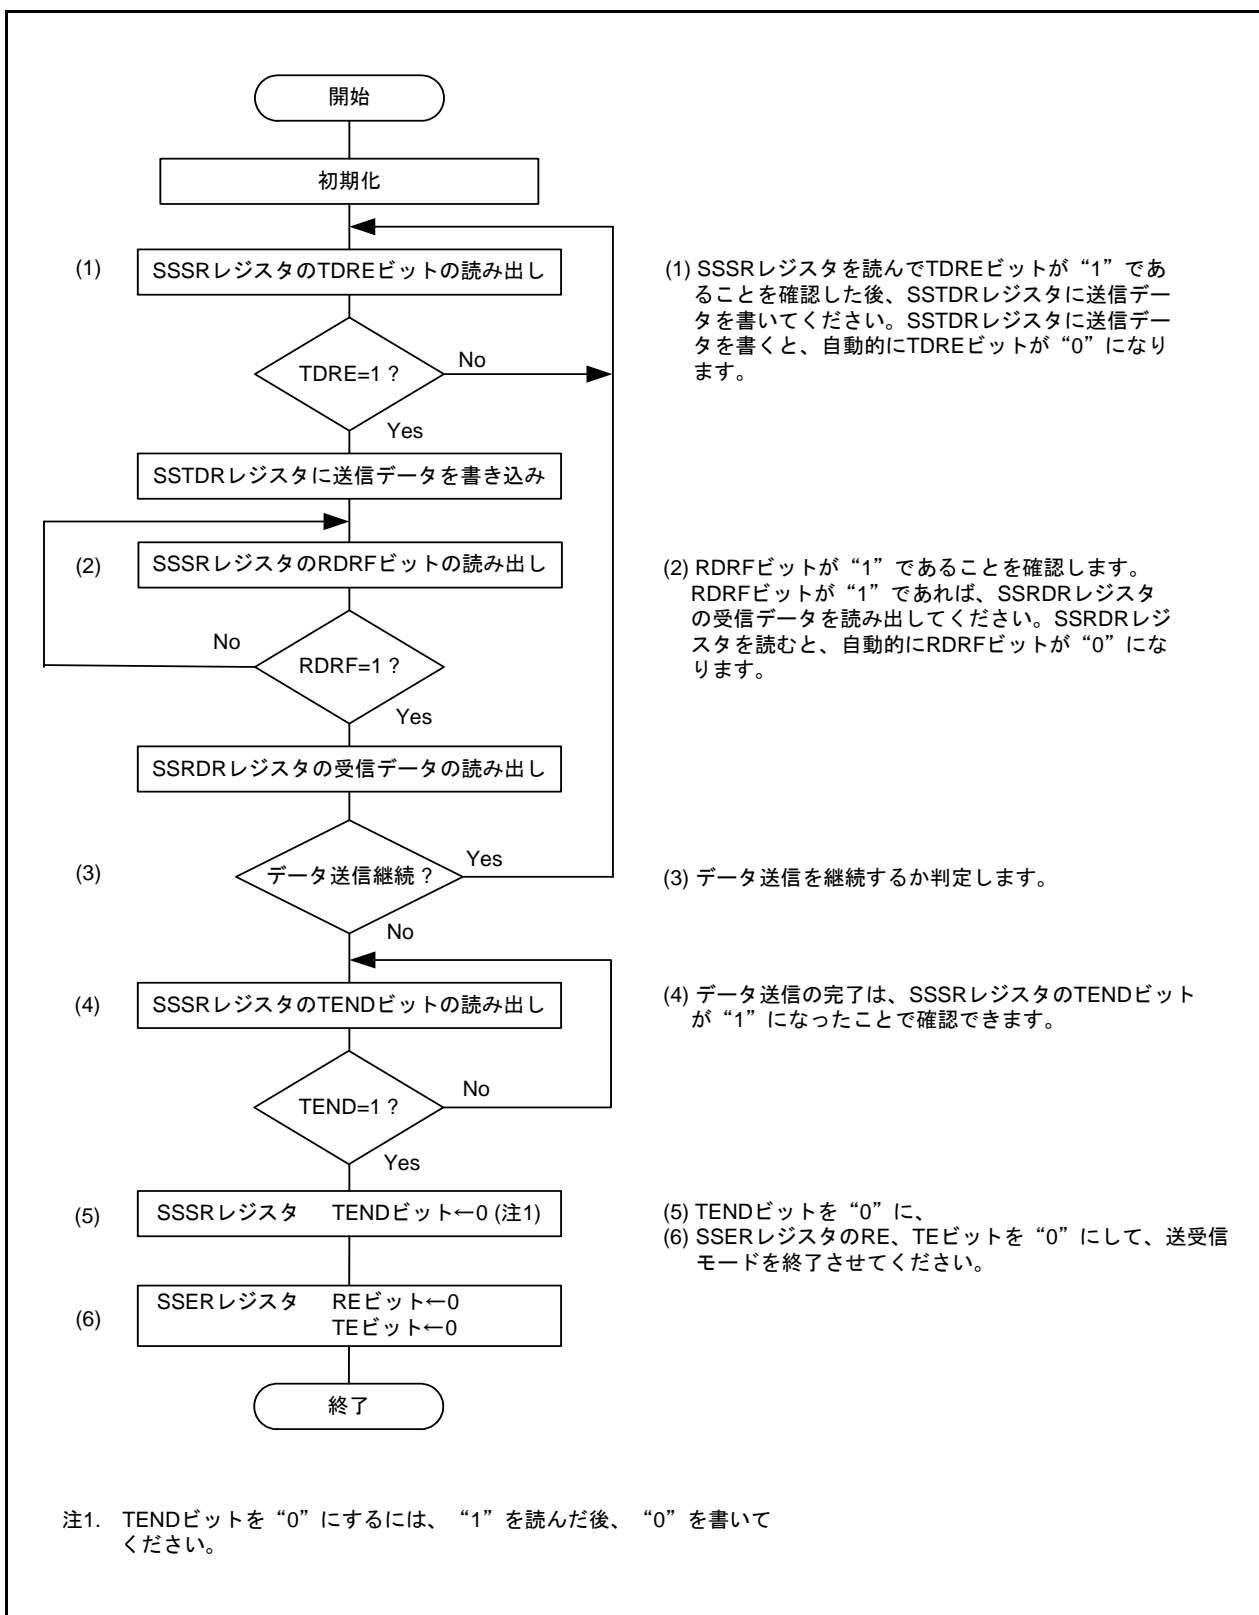 開始
初期化
(1)
SSSRレジスタのTDREビットの読み出し
TDRE=1 ?
No
Yes
SSTDRレジスタに送信データを書き込み
(2)
SSSRレジスタのRDRFビットの読み出し
No
RDRF=1 ?
Yes
SSRDRレジスタの受信データの読み出し
(3)
データ送信継続 ?
Yes
No
(4)
SSSRレジスタのTENDビットの読み出し
TEND=1 ?
No
Yes
(5)
SSSRレジスタ TENDビット←0 (注1)
(6)
SSERレジスタ REビット←0
TEビット←0
終了
(1) SSSRレジスタを読んでTDREビットが“1”であ
ることを確認した後、SSTDRレジスタに送信デー
タを書いてください。SSTDRレジスタに送信デー
タを書くと、自動的にTDREビットが“0”になり
ます。
(2) RDRFビットが“1”であることを確認します。
RDRFビットが“1”であれば、SSRDRレジスタ
の受信データを読み出してください。SSRDRレジ
スタを読むと、自動的にRDRFビットが“0”にな
ります。
(3) データ送信を継続するか判定します。
(4) データ送信の完了は、SSSRレジスタのTENDビット
が“1”になったことで確認できます。
(5) TENDビットを“0”に、
(6) SSERレジスタのRE、TEビットを“0”にして、送受信
モードを終了させてください。
注1. TENDビットを“0”にするには、“1”を読んだ後、“0”を書いて
ください。